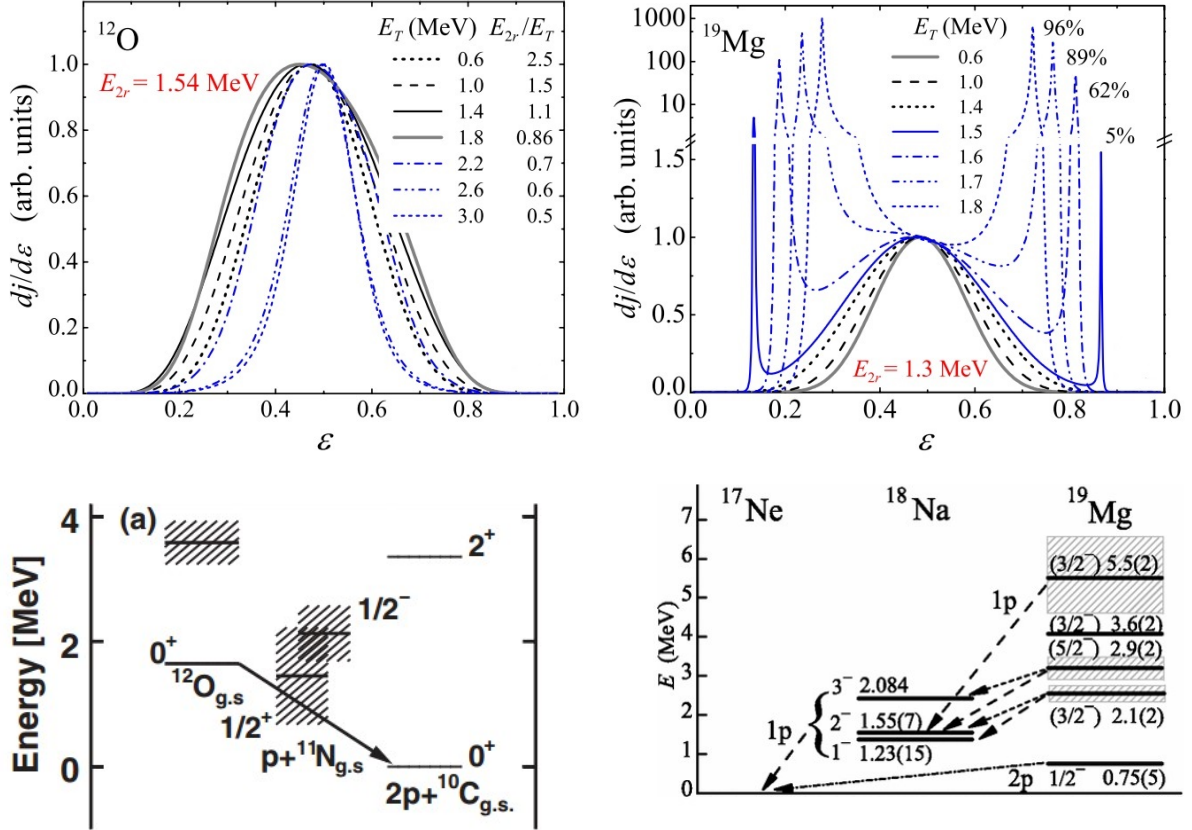 ¹²O
E_T (MeV) E_2r/E_T
0.6 2.5
1.0 1.5
1.4 1.1
1.8 0.86
2.2 0.7
2.6 0.6
3.0 0.5
E_2r = 1.54 MeV
1.0
0.8
0.6
0.4
0.2
0.0
dj/dε (arb. units)
0.0 0.2 0.4 0.6 0.8 1.0
ε
¹⁹Mg
E_T (MeV)
0.6
1.0
1.4
1.5
1.6
1.7
1.8
96%
89%
62%
5%
1000
100
10
1.5
1.0
0.5
0.0
dj/dε (arb. units)
E_2r = 1.3 MeV
0.0 0.2 0.4 0.6 0.8 1.0
ε
(a)
4
2
0
Energy [MeV]
0⁺
¹²O_g.s
1/2⁺
1/2⁻
p+¹¹N_g.s
2⁺
0⁺
2p+¹⁰C_g.s.
¹⁷Ne ¹⁸Na ¹⁹Mg
7
6
5
4
3
2
1
0
E (MeV)
(3/2⁻) 5.5(2)
1p
(3/2⁻) 3.6(2)
(5/2⁻) 2.9(2)
3⁻ 2.084
1p
2⁻ 1.55(7)
1⁻ 1.23(15)
(3/2⁻) 2.1(2)
2p 1/2⁻ 0.75(5)